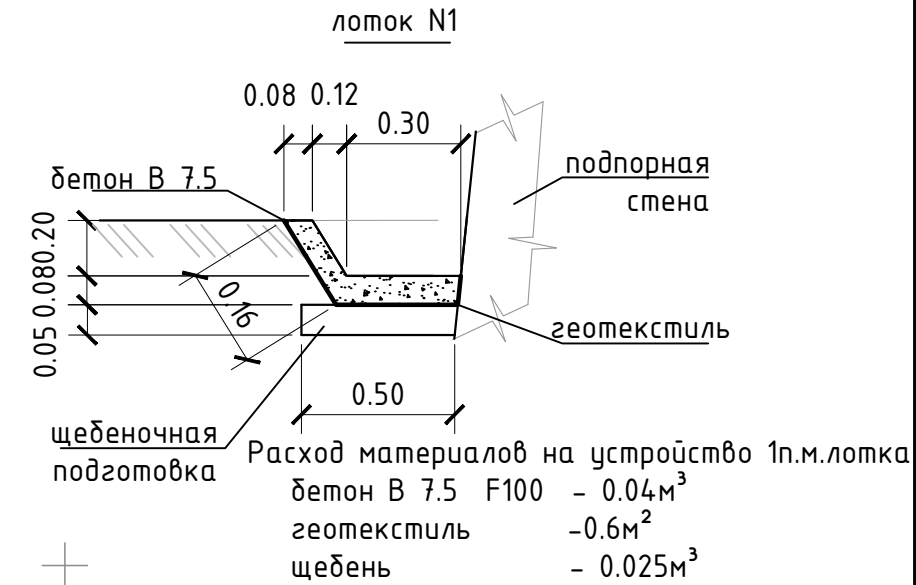 лоток N1
0.08 0.12
0.30
подпорная
стена
бетон В 7.5
0.20
0.08
0.05
0.16
геотекстиль
0.50
щебеночная
подготовка
Расход материалов на устройство 1п.м.лотка
бетон В 7.5 F100 - 0.04м³
геотекстиль -0.6м²
щебень - 0.025м³